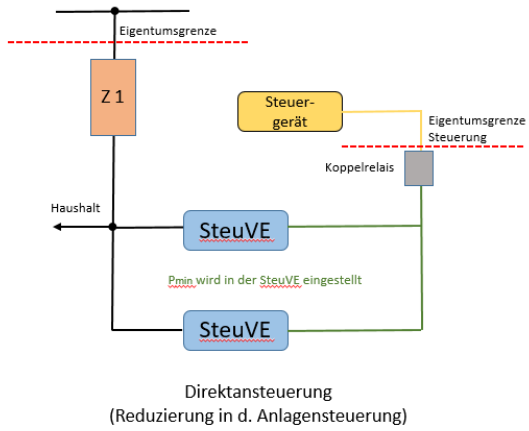 Eigentumsgrenze
Z 1
Steuer-
gerät
Eigentumsgrenze
Steuerung
Koppelrelais
Haushalt
SteuVE
Pmin wird in der SteuVE eingestellt
SteuVE
Direktansteuerung
(Reduzierung in d. Anlagensteuerung)